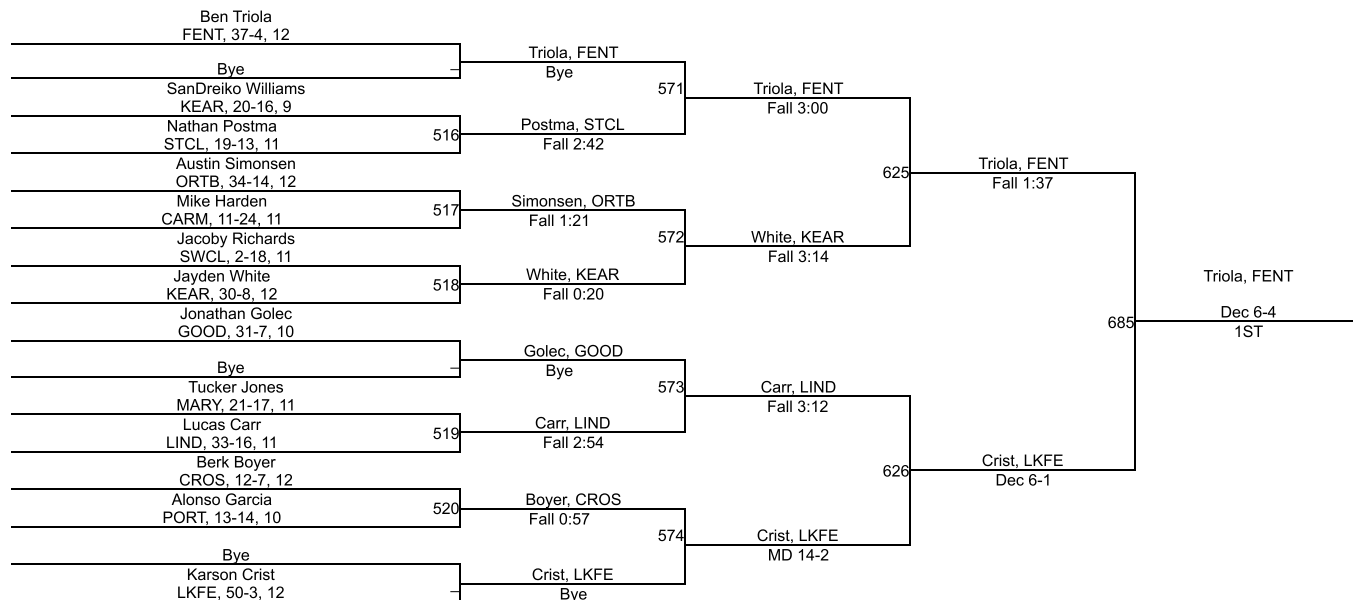 Ben Triola
FENT, 37-4, 12
Bye
SanDreiko Williams
KEAR, 20-16, 9
Nathan Postma
STCL, 19-13, 11
516
Austin Simonsen
ORTB, 34-14, 12
Mike Harden
CARM, 11-24, 11
517
Jacoby Richards
SWCL, 2-18, 11
Jayden White
KEAR, 30-8, 12
518
Jonathan Golec
GOOD, 31-7, 10
Bye
Tucker Jones
MARY, 21-17, 11
Lucas Carr
LIND, 33-16, 11
519
Berk Boyer
CROS, 12-7, 12
Alonso Garcia
PORT, 13-14, 10
520
Bye
Karson Crist
LKFE, 50-3, 12
Triola, FENT
Bye
571
Postma, STCL
Fall 2:42
Simonsen, ORTB
Fall 1:21
572
White, KEAR
Fall 0:20
Golec, GOOD
Bye
573
Carr, LIND
Fall 2:54
Boyer, CROS
Fall 0:57
574
Crist, LKFE
Bye
Triola, FENT
Fall 3:00
625
White, KEAR
Fall 3:14
Carr, LIND
Fall 3:12
626
Crist, LKFE
MD 14-2
Triola, FENT
Fall 1:37
685
Crist, LKFE
Dec 6-1
Triola, FENT
Dec 6-4
1ST